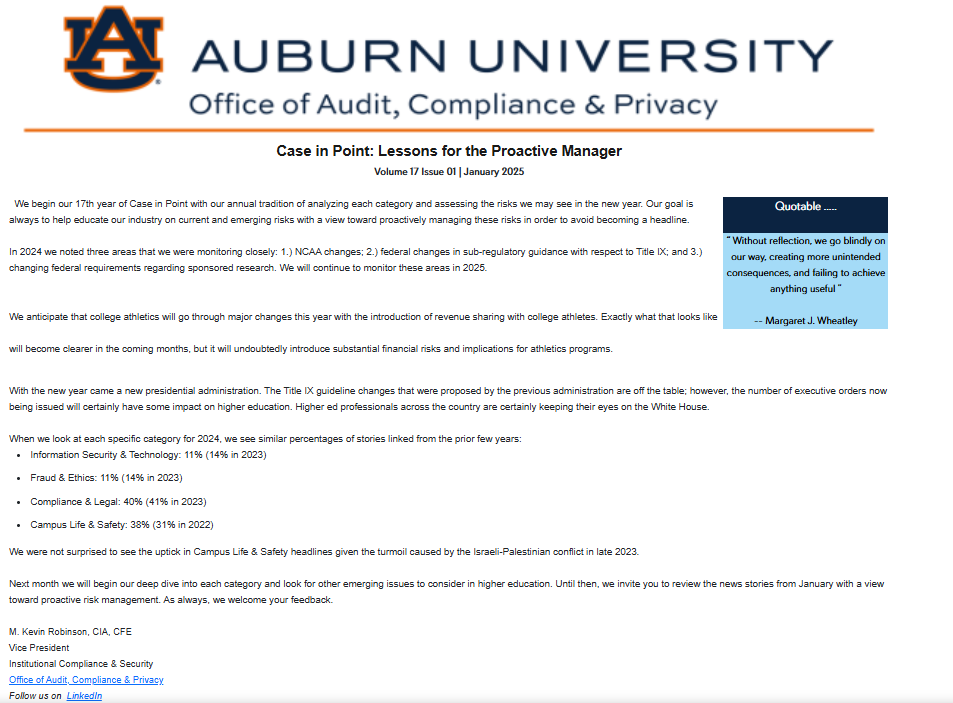 AUBURN UNIVERSITY
Office of Audit, Compliance & Privacy
Case in Point: Lessons for the Proactive Manager
Volume 17 Issue 01 | January 2025
We begin our 17th year of Case in Point with our annual tradition of analyzing each category and assessing the risks we may see in the new year. Our goal is
always to help educate our industry on current and emerging risks with a view toward proactively managing these risks in order to avoid becoming a headline.
In 2024 we noted three areas that we were monitoring closely: 1.) NCAA changes; 2.) federal changes in sub-regulatory guidance with respect to Title IX; and 3.)
changing federal requirements regarding sponsored research. We will continue to monitor these areas in 2025.
Quotable .....
“ Without reflection, we go blindly on
our way, creating more unintended
consequences, and failing to achieve
anything useful “
-- Margaret J. Wheatley
We anticipate that college athletics will go through major changes this year with the introduction of revenue sharing with college athletes. Exactly what that looks like
will become clearer in the coming months, but it will undoubtedly introduce substantial financial risks and implications for athletics programs.
With the new year came a new presidential administration. The Title IX guideline changes that were proposed by the previous administration are off the table; however, the number of executive orders now
being issued will certainly have some impact on higher education. Higher ed professionals across the country are certainly keeping their eyes on the White House.
When we look at each specific category for 2024, we see similar percentages of stories linked from the prior few years:
• Information Security & Technology: 11% (14% in 2023)
• Fraud & Ethics: 11% (14% in 2023)
• Compliance & Legal: 40% (41% in 2023)
• Campus Life & Safety: 38% (31% in 2022)
We were not surprised to see the uptick in Campus Life & Safety headlines given the turmoil caused by the Israeli-Palestinian conflict in late 2023.
Next month we will begin our deep dive into each category and look for other emerging issues to consider in higher education. Until then, we invite you to review the news stories from January with a view
toward proactive risk management. As always, we welcome your feedback.
M. Kevin Robinson, CIA, CFE
Vice President
Institutional Compliance & Security
Office of Audit, Compliance & Privacy
Follow us on LinkedIn